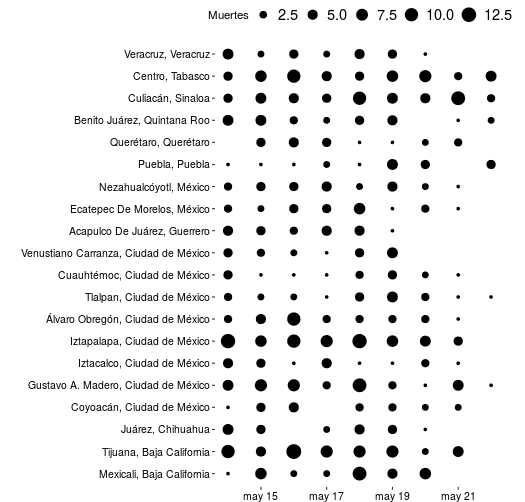 Muertes 2.5 5.0 7.5 10.0 12.5
Veracruz, Veracruz
Centro, Tabasco
Culiacán, Sinaloa
Benito Juárez, Quintana Roo
Querétaro, Querétaro
Puebla, Puebla
Nezahualcóyotl, México
Ecatepec De Morelos, México
Acapulco De Juárez, Guerrero
Venustiano Carranza, Ciudad de México
Cuauhtémoc, Ciudad de México
Tlalpan, Ciudad de México
Álvaro Obregón, Ciudad de México
Iztapalapa, Ciudad de México
Iztacalco, Ciudad de México
Gustavo A. Madero, Ciudad de México
Coyoacán, Ciudad de México
Juárez, Chihuahua
Tijuana, Baja California
Mexicali, Baja California
may 15 may 17 may 19 may 21